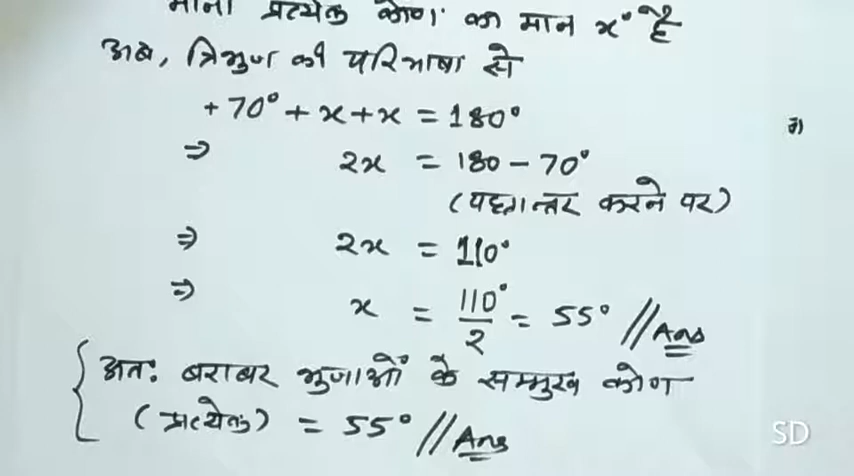 माना प्रत्येक कोण का मान x° है
अब, त्रिभुज की परिभाषा से
+ 70° + x + x = 180°
⇒ 2x = 180 - 70°
(पक्षान्तर करने पर)
⇒ 2x = 110°
⇒ x = 110°/2 = 55° // Ans
अतः बराबर भुजाओं के सम्मुख कोण
(प्रत्येक) = 55° // Ans
SD